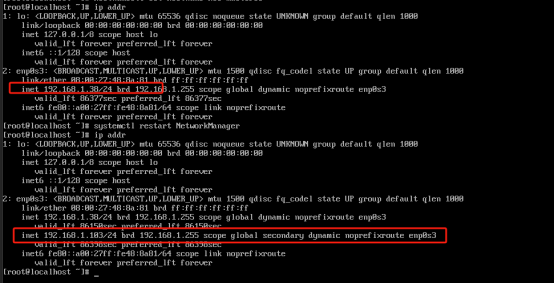 [root@localhost ~]# ip addr
1: lo: <LOOPBACK,UP,LOWER_UP> mtu 65536 qdisc noqueue state UNKNOWN group default qlen 1000
link/loopback 00:00:00:00:00:00 brd 00:00:00:00:00:00
inet 127.0.0.1/8 scope host lo
valid_lft forever preferred_lft forever
inet6 ::1/128 scope host
valid_lft forever preferred_lft forever
2: enp0s3: <BROADCAST,MULTICAST,UP,LOWER_UP> mtu 1500 qdisc fq_codel state UP group default qlen 1000
link/ether 08:00:27:48:8a:81 brd ff:ff:ff:ff:ff:ff
inet 192.168.1.38/24 brd 192.168.1.255 scope global dynamic noprefixroute enp0s3
valid_lft 86377sec preferred_lft 86377sec
inet6 fe80::a00:27ff:fe48:8a81/64 scope link noprefixroute
valid_lft forever preferred_lft forever
[root@localhost ~]# systemctl restart NetworkManager
[root@localhost ~]# ip addr
1: lo: <LOOPBACK,UP,LOWER_UP> mtu 65536 qdisc noqueue state UNKNOWN group default qlen 1000
link/loopback 00:00:00:00:00:00 brd 00:00:00:00:00:00
inet 127.0.0.1/8 scope host lo
valid_lft forever preferred_lft forever
inet6 ::1/128 scope host
valid_lft forever preferred_lft forever
2: enp0s3: <BROADCAST,MULTICAST,UP,LOWER_UP> mtu 1500 qdisc fq_codel state UP group default qlen 1000
link/ether 08:00:27:48:8a:81 brd ff:ff:ff:ff:ff:ff
inet 192.168.1.38/24 brd 192.168.1.255 scope global dynamic noprefixroute enp0s3
valid_lft 86150sec preferred_lft 86150sec
inet 192.168.1.103/24 brd 192.168.1.255 scope global secondary dynamic noprefixroute enp0s3
valid_lft 86398sec preferred_lft 86398sec
inet6 fe80::a00:27ff:fe48:8a81/64 scope link noprefixroute
valid_lft forever preferred_lft forever
[root@localhost ~]# _